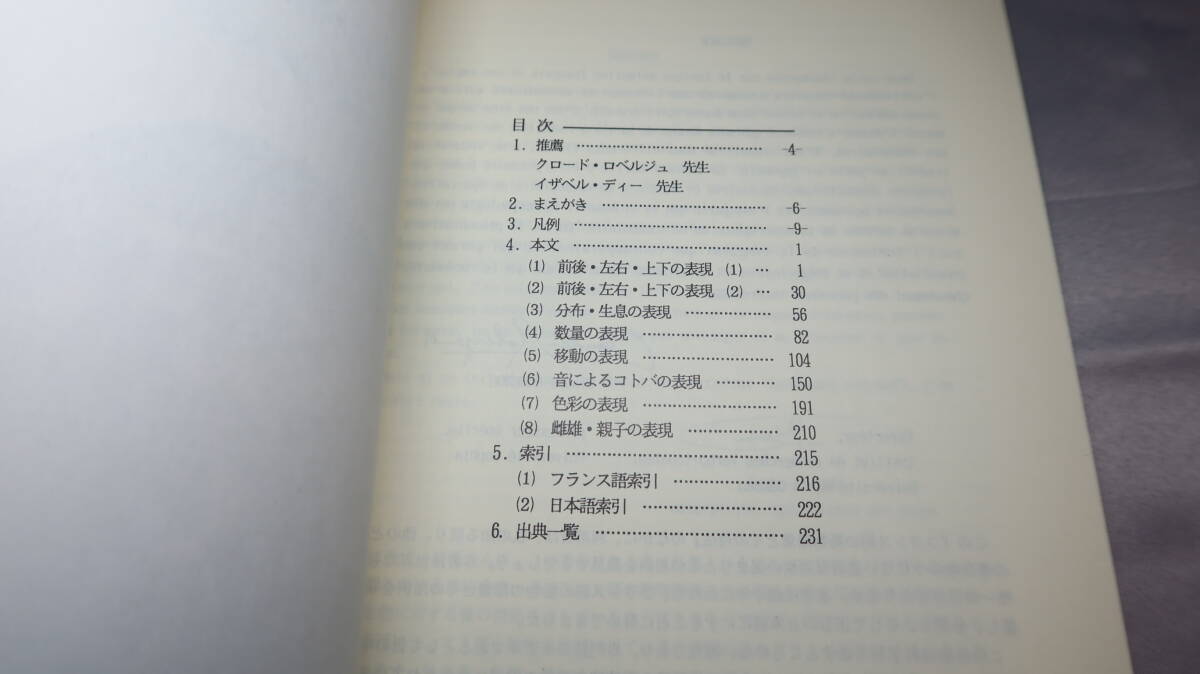 目 次
1. 推薦 ……………………………………… -4-
クロード・ロベルジュ 先生
イザベル・ディー 先生
2. まえがき ………………………………… -6-
3. 凡例 ……………………………………… -9-
4. 本文 ……………………………………… 1
(1) 前後・左右・上下の表現 (1) … 1
(2) 前後・左右・上下の表現 (2) … 30
(3) 分布・生息の表現 ……………… 56
(4) 数量の表現 ……………………… 82
(5) 移動の表現 ……………………… 104
(6) 音によるコトバの表現 ………… 150
(7) 色彩の表現 ……………………… 191
(8) 雌雄・親子の表現 ……………… 210
5. 索引 ……………………………………… 215
(1) フランス語索引 ………………… 216
(2) 日本語索引 ……………………… 222
6. 出典一覧 ………………………………… 231